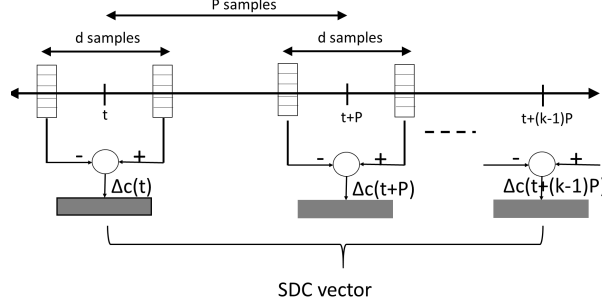 P samples
d samples
d samples
t
t+P
t+(k-1)P
-
+
-
+
-
+
Δc(t)
Δc(t+P)
Δc(t+(k-1)P)
SDC vector